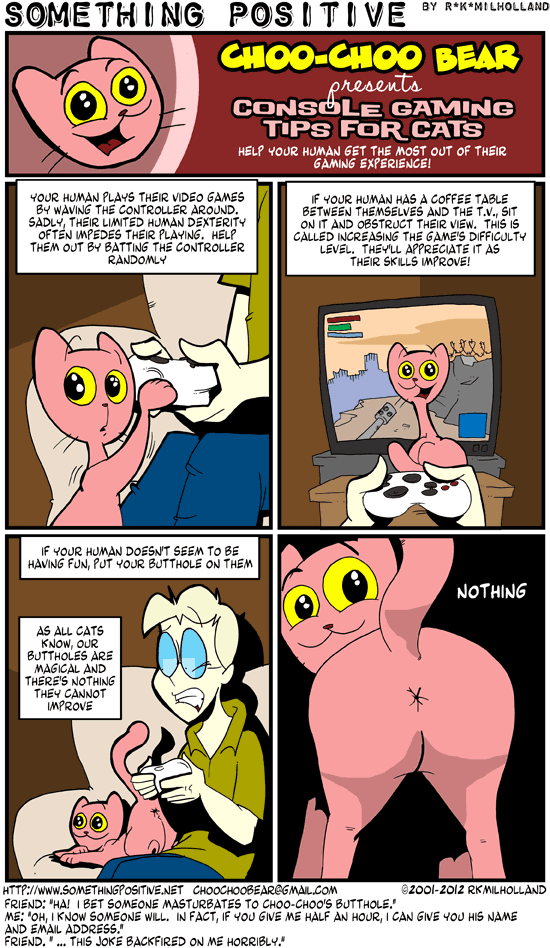 SOMETHING POSITIVE BY R*K*MILHOLLAND
CHOO-CHOO BEAR
presents
CONSOLE GAMING
TIPS FOR CATS
HELP YOUR HUMAN GET THE MOST OUT OF THEIR
GAMING EXPERIENCE!
YOUR HUMAN PLAYS THEIR VIDEO GAMES
BY WAVING THE CONTROLLER AROUND.
SADLY, THEIR LIMITED HUMAN DEXTERITY
OFTEN IMPEDES THEIR PLAYING. HELP
THEM OUT BY BATTING THE CONTROLLER
RANDOMLY
IF YOUR HUMAN HAS A COFFEE TABLE
BETWEEN THEMSELVES AND THE T.V., SIT
ON IT AND OBSTRUCT THEIR VIEW. THIS IS
CALLED INCREASING THE GAME'S DIFFICULTY
LEVEL. THEY'LL APPRECIATE IT AS
THEIR SKILLS IMPROVE!
IF YOUR HUMAN DOESN'T SEEM TO BE
HAVING FUN, PUT YOUR BUTTHOLE ON THEM
AS ALL CATS
KNOW, OUR
BUTTHOLES ARE
MAGICAL AND
THERE'S NOTHING
THEY CANNOT
IMPROVE
NOTHING
HTTP://WWW.SOMETHINGPOSITIVE.NET CHOOCHOOBEAR@GMAIL.COM ©2001-2012 RKMILHOLLAND
FRIEND: "HA! I BET SOMEONE MASTURBATES TO CHOO-CHOO'S BUTTHOLE."
ME: "OH, I KNOW SOMEONE WILL. IN FACT, IF YOU GIVE ME HALF AN HOUR, I CAN GIVE YOU HIS NAME
AND EMAIL ADDRESS."
FRIEND: " ... THIS JOKE BACKFIRED ON ME HORRIBLY."